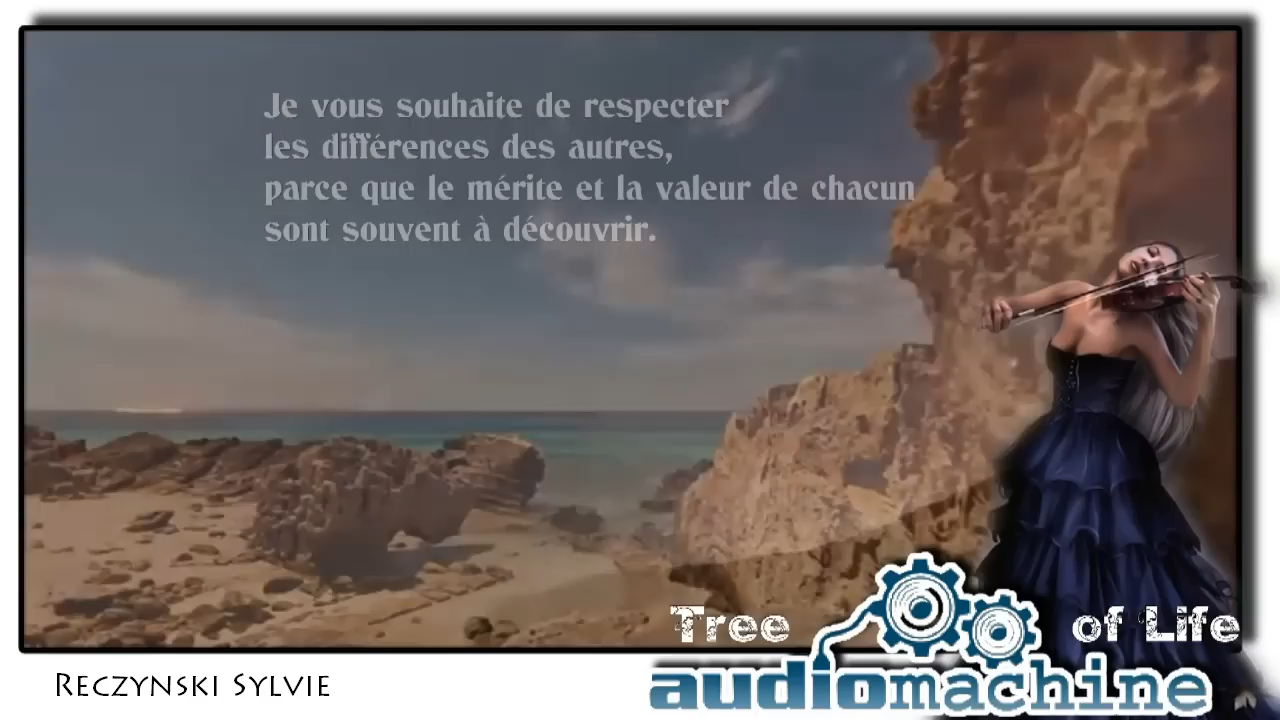 Je vous souhaite de respecter
les différences des autres,
parce que le mérite et la valeur de chacun
sont souvent à découvrir.
Tree of Life
audiomachine
Reczynski Sylvie